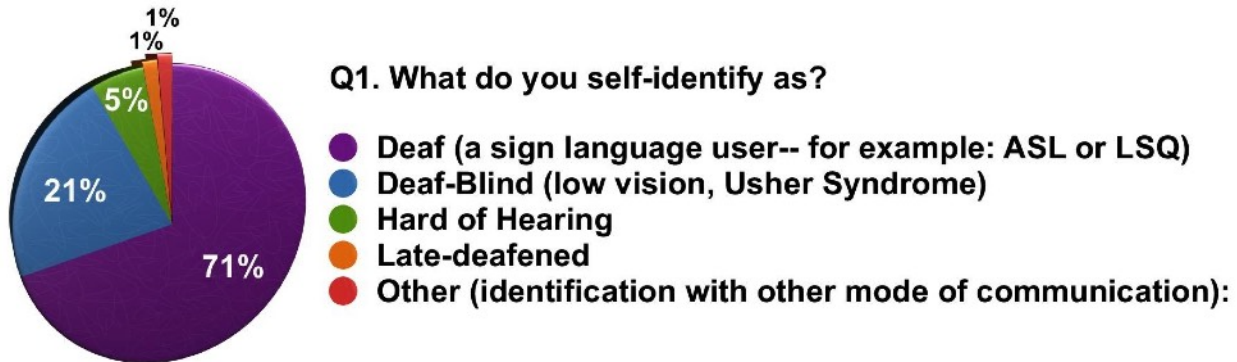 1%
1%
5%
21%
71%
Q1. What do you self-identify as?
Deaf (a sign language user-- for example: ASL or LSQ)
Deaf-Blind (low vision, Usher Syndrome)
Hard of Hearing
Late-deafened
Other (identification with other mode of communication):